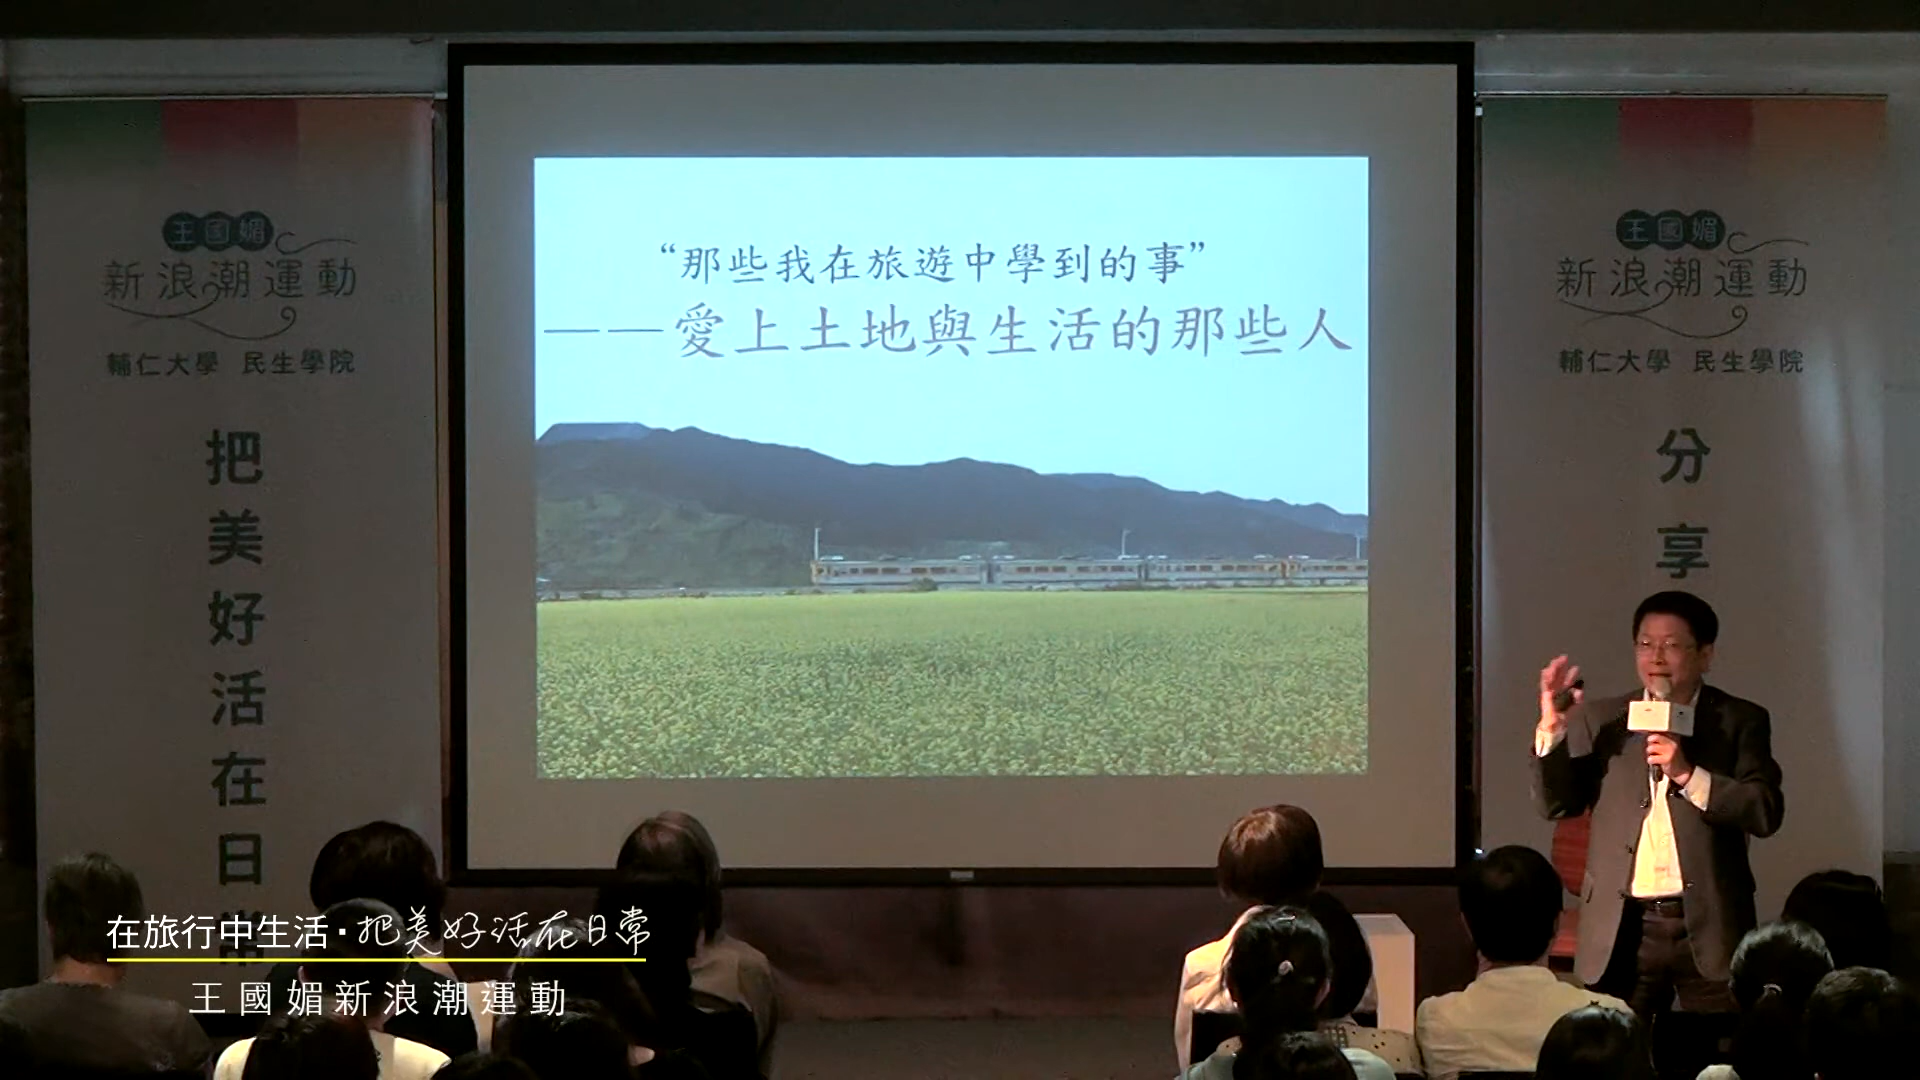 王國媚
新浪潮運動
輔仁大學 民生學院
把美好活在日常
“那些我在旅遊中學到的事”
——愛上土地與生活的那些人
王國媚
新浪潮運動
輔仁大學 民生學院
分享
在旅行中生活·把美好活在日常
王國媚新浪潮運動